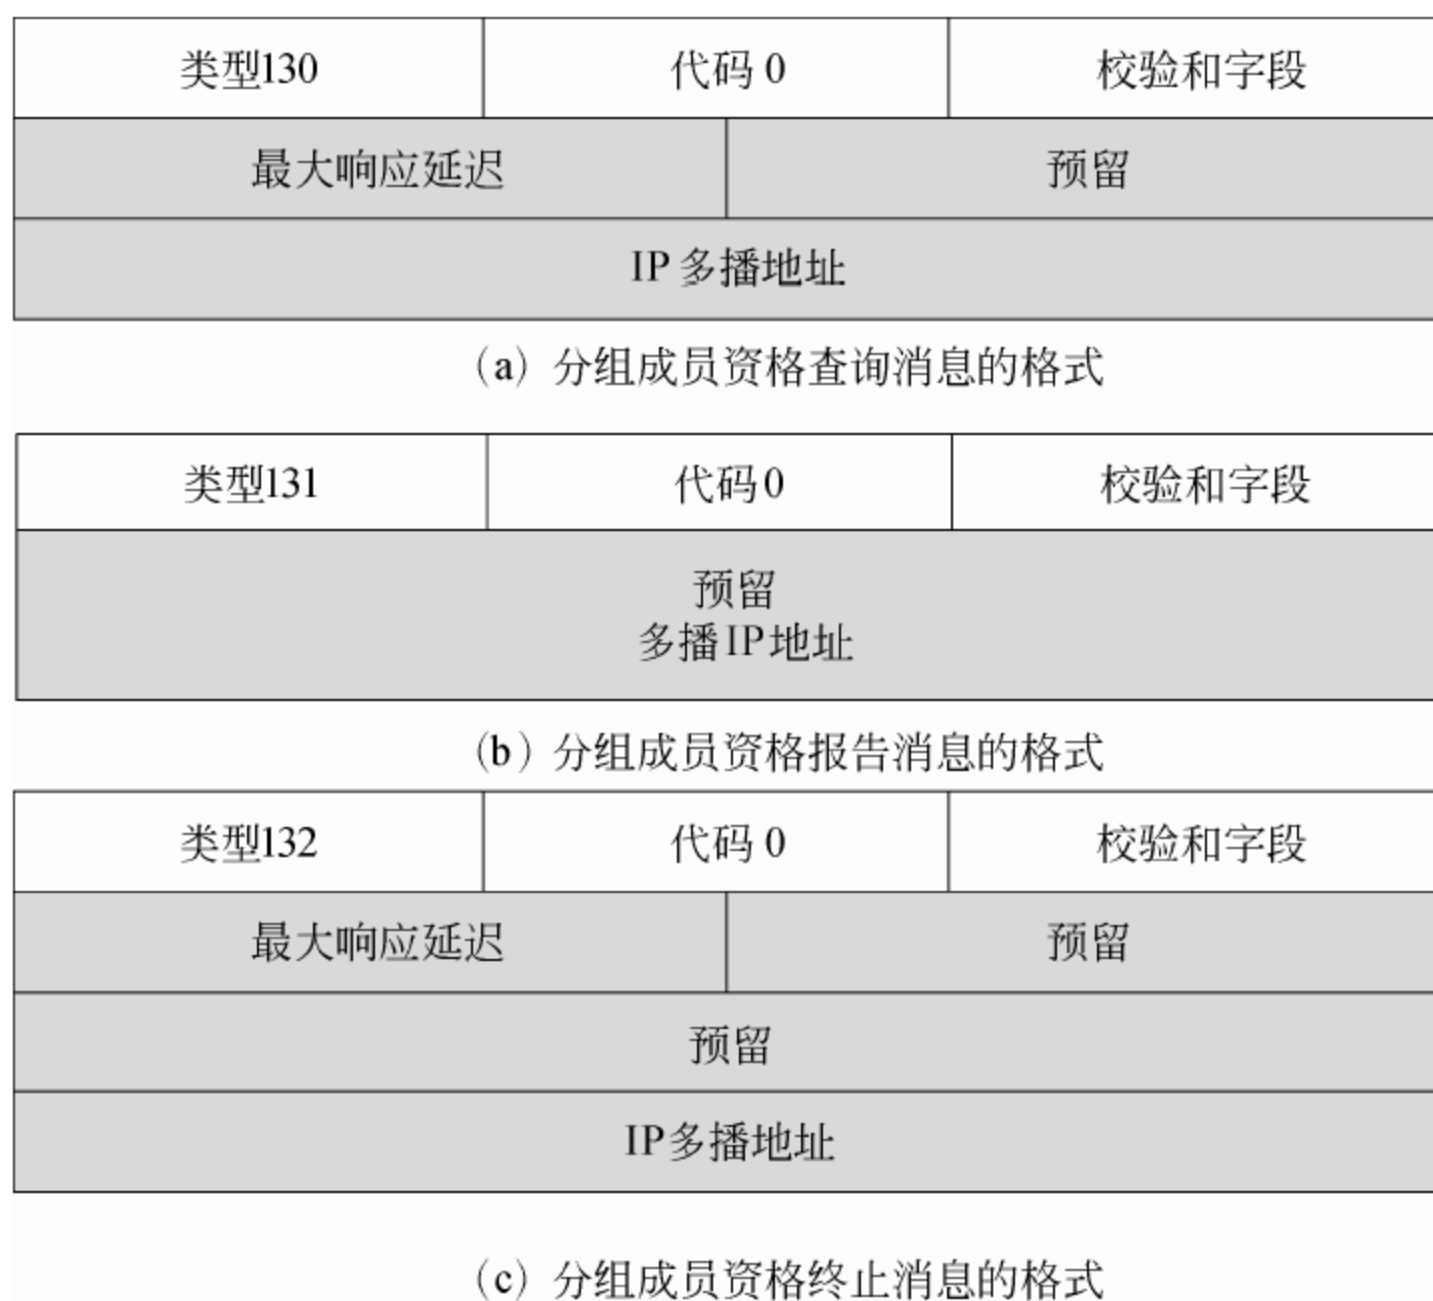 类型130 代码 0 校验和字段
最大响应延迟 预留
IP 多播地址
（a）分组成员资格查询消息的格式
类型131 代码0 校验和字段
预留
多播IP地址
（b）分组成员资格报告消息的格式
类型132 代码 0 校验和字段
最大响应延迟 预留
预留
IP多播地址
（c）分组成员资格终止消息的格式